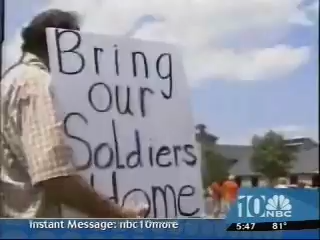 Bring
our
Soldiers
Home
10
NBC
Instant Message: nbc10more
5:47 81°